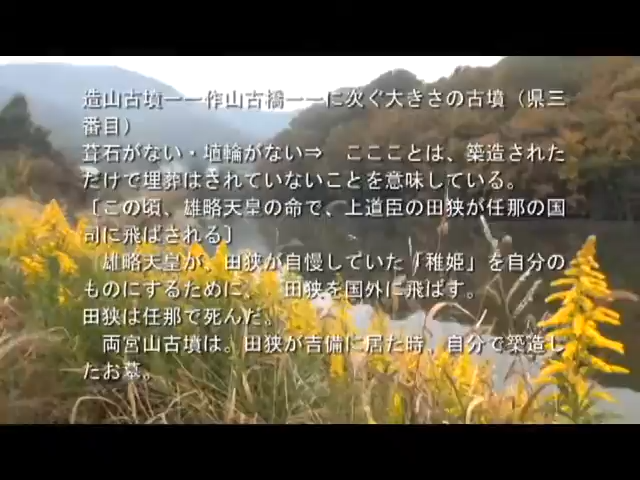 造山古墳——作山古橋——に次ぐ大きさの古墳（県三
番目）
葺石がない・埴輪がない⇒　こここことは、築造された
だけで埋葬はされていないことを意味している。
〔この頃、雄略天皇の命で、上道臣の田狭が任那の国
司に飛ばされる〕
　雄略天皇が、田狭が自慢していた「稚姫」を自分の
ものにするために、　田狭を国外に飛ばす。
田狭は任那で死んだ。
　両宮山古墳は。田狭が吉備に居た時、自分で築造し
たお墓。